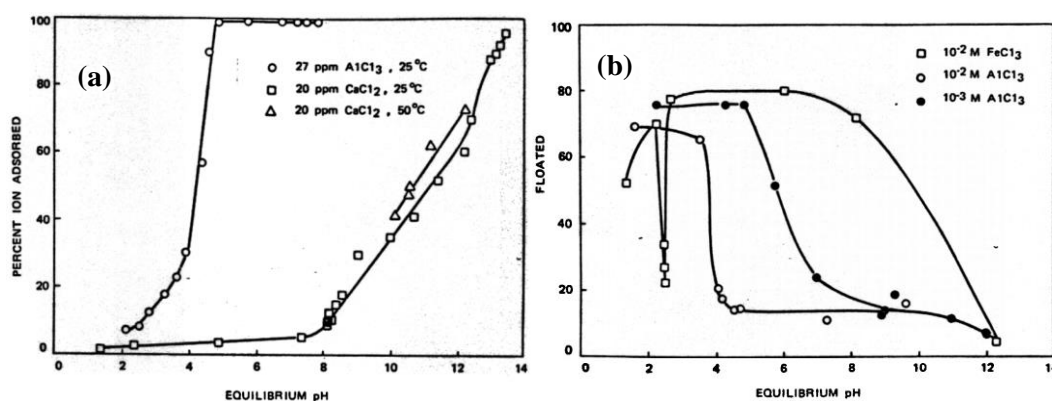 (a)
PERCENT ION ADSORBED
100
80
60
40
20
0
27 ppm A1C1₃ , 25°C
20 ppm CaC1₂ , 25°C
20 ppm CaC1₂ , 50°C
0 2 4 6 8 10 12 14
EQUILIBRIUM pH
(b)
FLOATED
100
80
60
40
20
0
10⁻² M FeC1₃
10⁻² M A1C1₃
10⁻³ M A1C1₃
0 2 4 6 8 10 12 14
EQUILIBRIUM pH